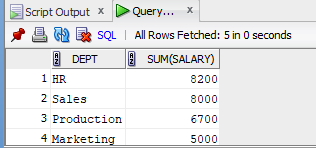 Script Output × Query... ×
SQL | All Rows Fetched: 5 in 0 seconds
DEPT SUM(SALARY)
1 HR 8200
2 Sales 8000
3 Production 6700
4 Marketing 5000